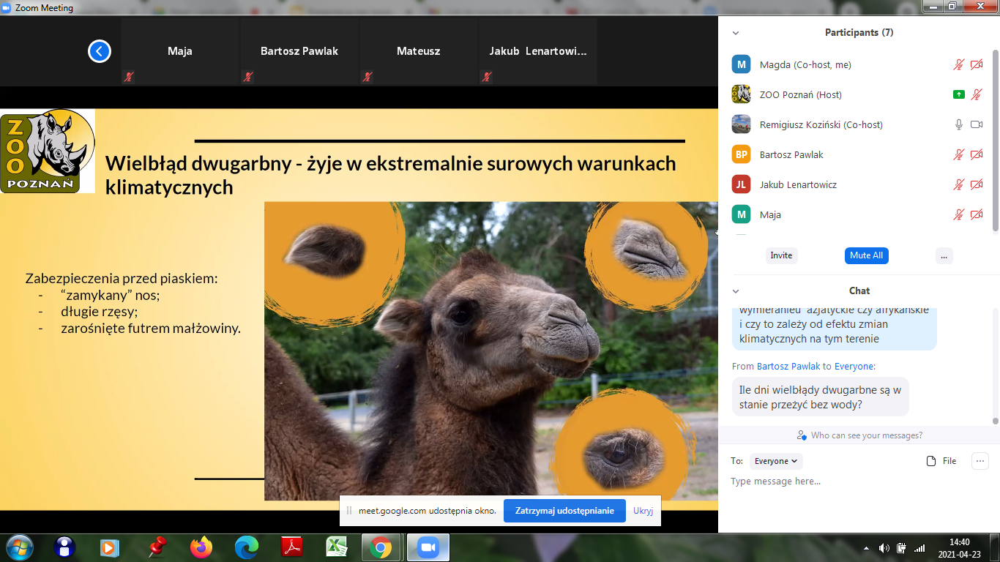 Zoom Meeting
Maja
Bartosz Pawlak
Mateusz
Jakub Lenartowi...
ZOO
POZNAŃ
Wielbłąd dwugarbny - żyje w ekstremalnie surowych warunkach
klimatycznych
Zabezpieczenia przed piaskiem:
- “zamykany” nos;
- długie rzęsy;
- zarośnięte futrem małżowiny.
meet.google.com udostępnia okno.
Zatrzymaj udostępnianie
Ukryj
Participants (7)
M Magda (Co-host, me)
ZOO Poznań (Host)
Remigiusz Koziński (Co-host)
BP Bartosz Pawlak
JL Jakub Lenartowicz
M Maja
Invite
Mute All
...
Chat
wymieranieu azjatyckie czy afrykańskie
i czy to zależy od efektu zmian
klimatycznych na tym terenie
From Bartosz Pawlak to Everyone:
Ile dni wielbłądy dwugarbne są w
stanie przeżyć bez wody?
Who can see your messages?
To: Everyone
File
...
Type message here...
14:40
2021-04-23